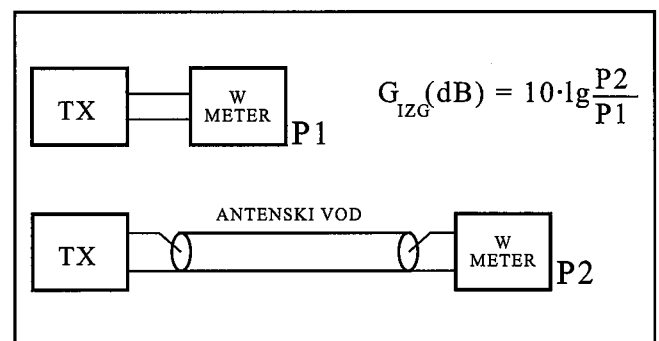 TX
W
METER
P1
G_IZG(dB) = 10·lg P2/P1
ANTENSKI VOD
TX
W
METER
P2